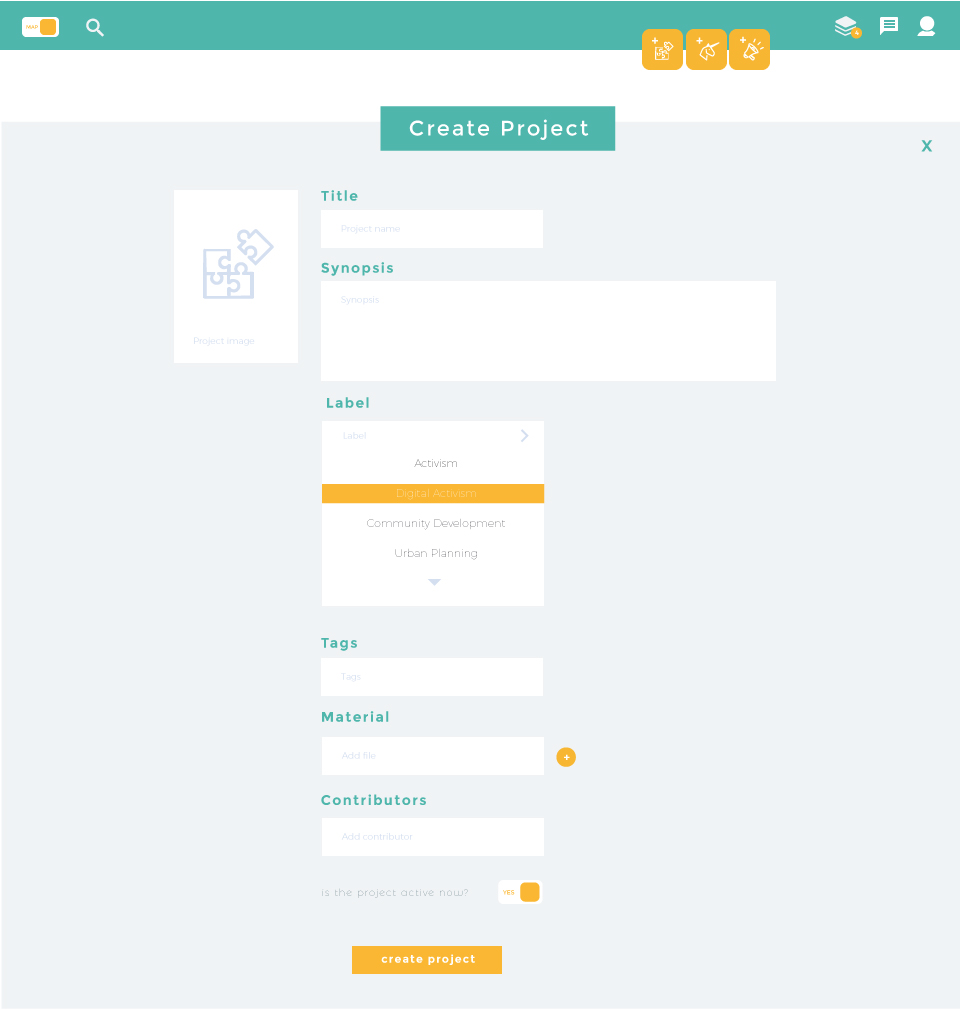 MAP
4
Create Project
X
Title
Project name
Synopsis
Synopsis
Project image
Label
Label
Activism
Digital Activism
Community Development
Urban Planning
Tags
Tags
Material
Add file
+
Contributors
Add contributor
is the project active now?
YES
create project